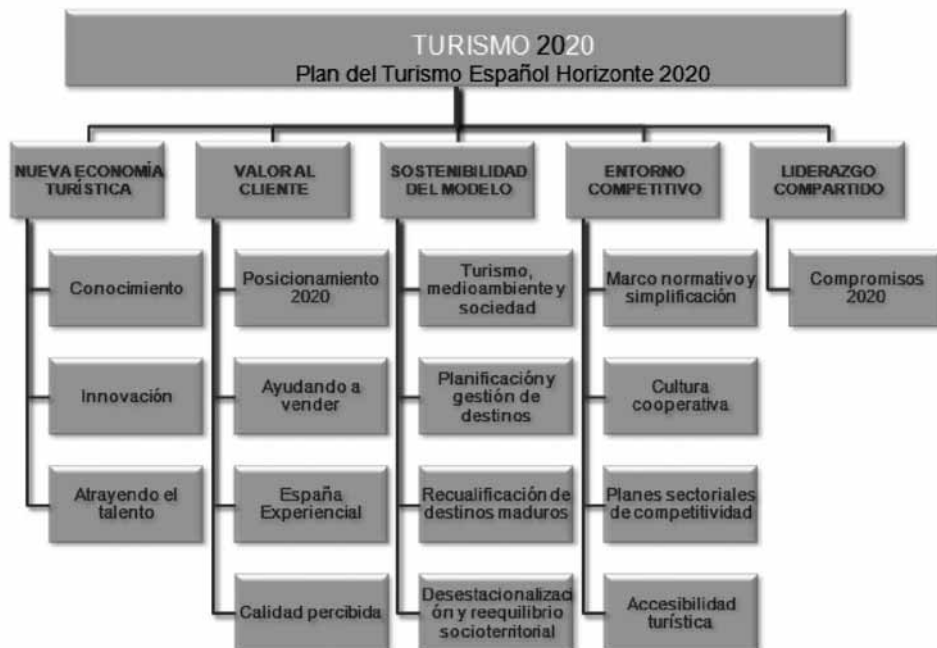 TURISMO 2020
Plan del Turismo Español Horizonte 2020
NUEVA ECONOMÍA
TURÍSTICA
VALOR AL
CLIENTE
SOSTENIBILIDAD
DEL MODELO
ENTORNO
COMPETITIVO
LIDERAZGO
COMPARTIDO
Conocimiento
Innovación
Atrayendo el
talento
Posicionamiento
2020
Ayudando a
vender
España
Experiencial
Calidad percibida
Turismo,
medioambiente y
sociedad
Planificación y
gestión de
destinos
Recualificación de
destinos maduros
Desestacionalizaci
ón y reequilibrio
socioterritorial
Marco normativo y
simplificación
Cultura
cooperativa
Planes sectoriales
de competitividad
Accesibilidad
turística
Compromisos
2020